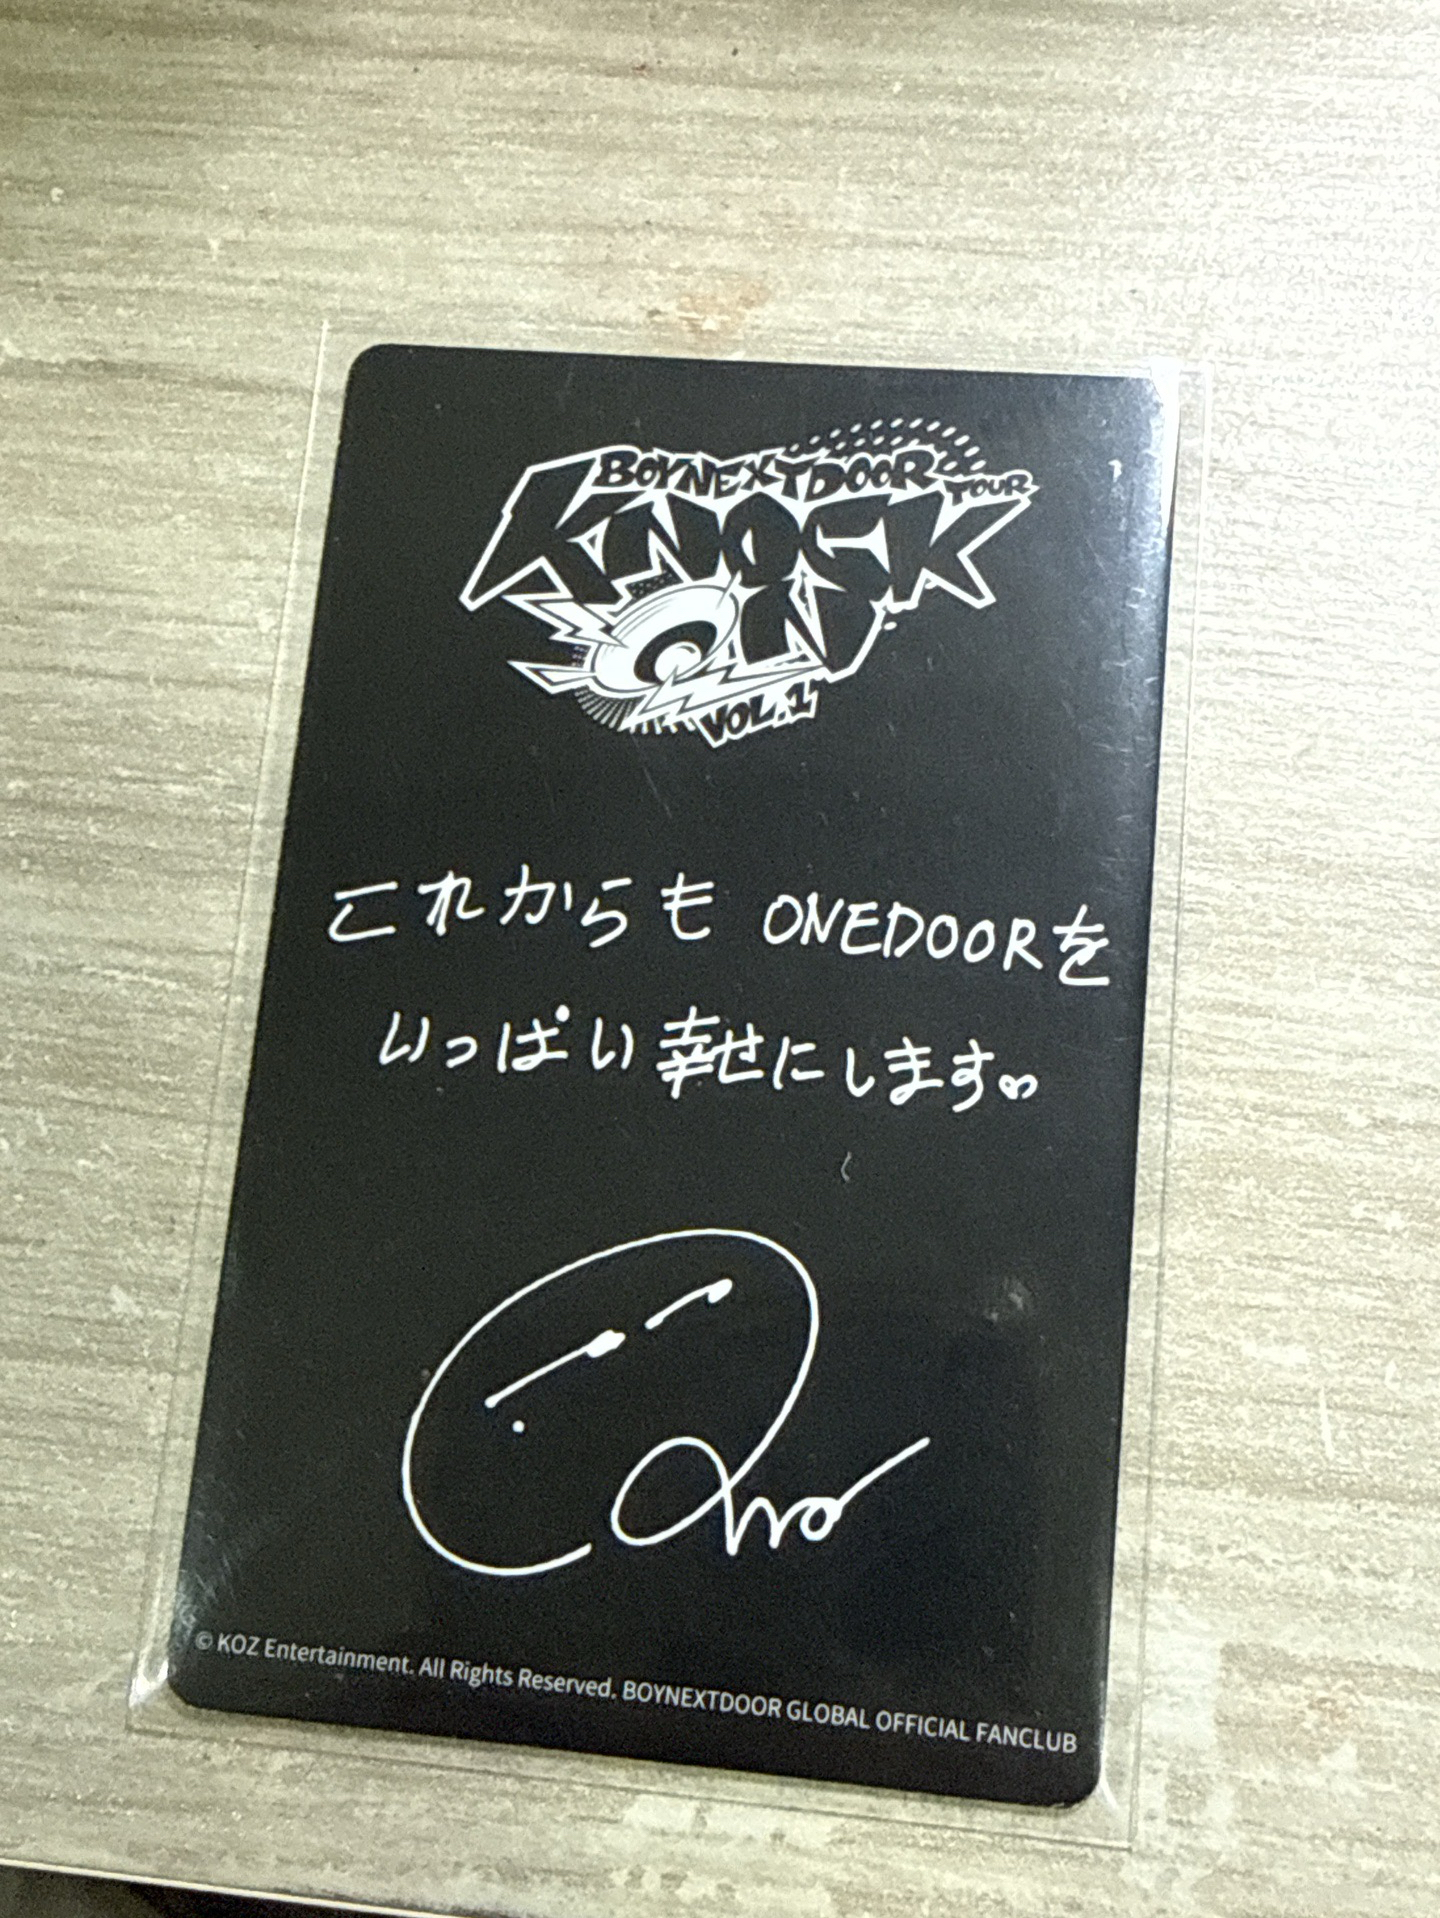 BOYNEXTDOOR
TOUR
KNOCK
ON
VOL.1
これからも ONEDOORを
いっぱい幸せにします♡
© KOZ Entertainment. All Rights Reserved. BOYNEXTDOOR GLOBAL OFFICIAL FANCLUB